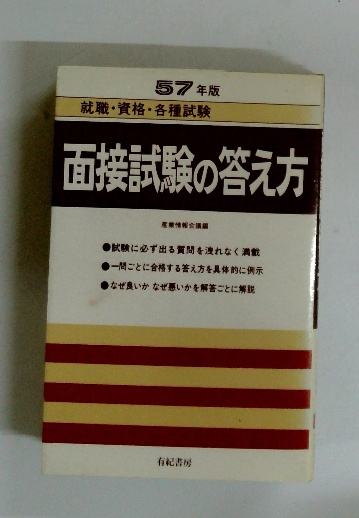 57年版
就職・資格・各種試験
面接試験の答え方
産業情報会議編
●試験に必ず出る質問を洩れなく満載
●一問ごとに合格する答え方を具体的に例示
●なぜ良いか なぜ悪いかを解答ごとに解説
有紀書房